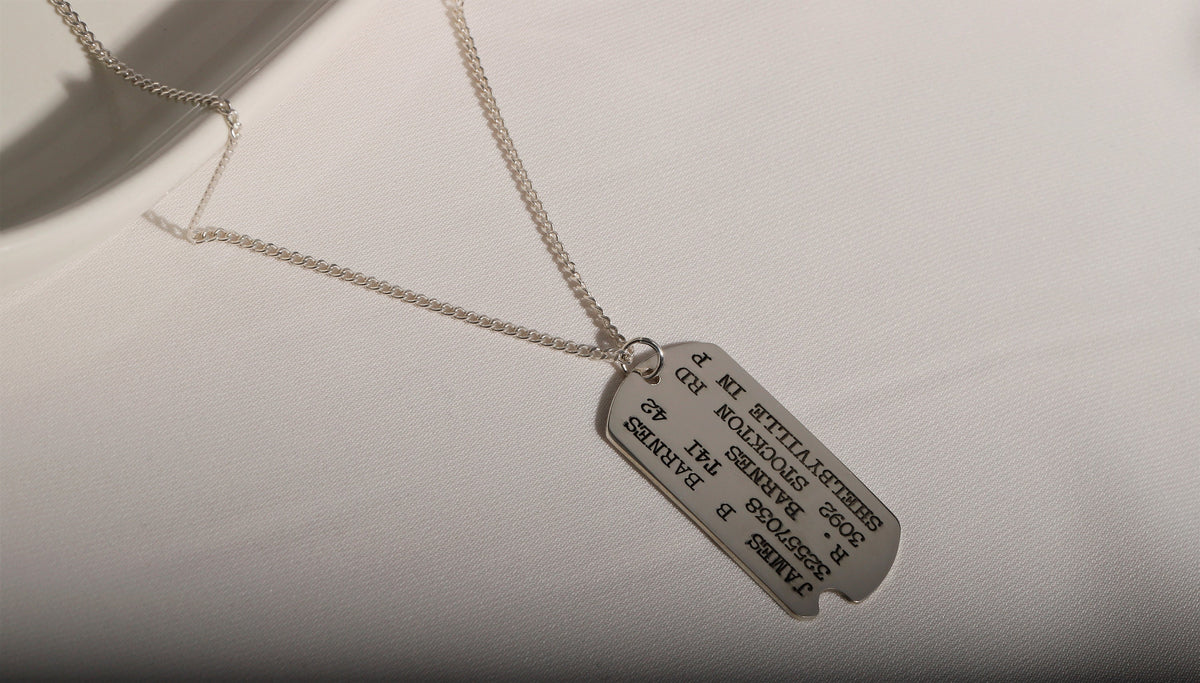 JAMES B BARNES
32557038 T41 42
R. BARNES
3092 STOCKTON RD
SHELBYVILLE IN P